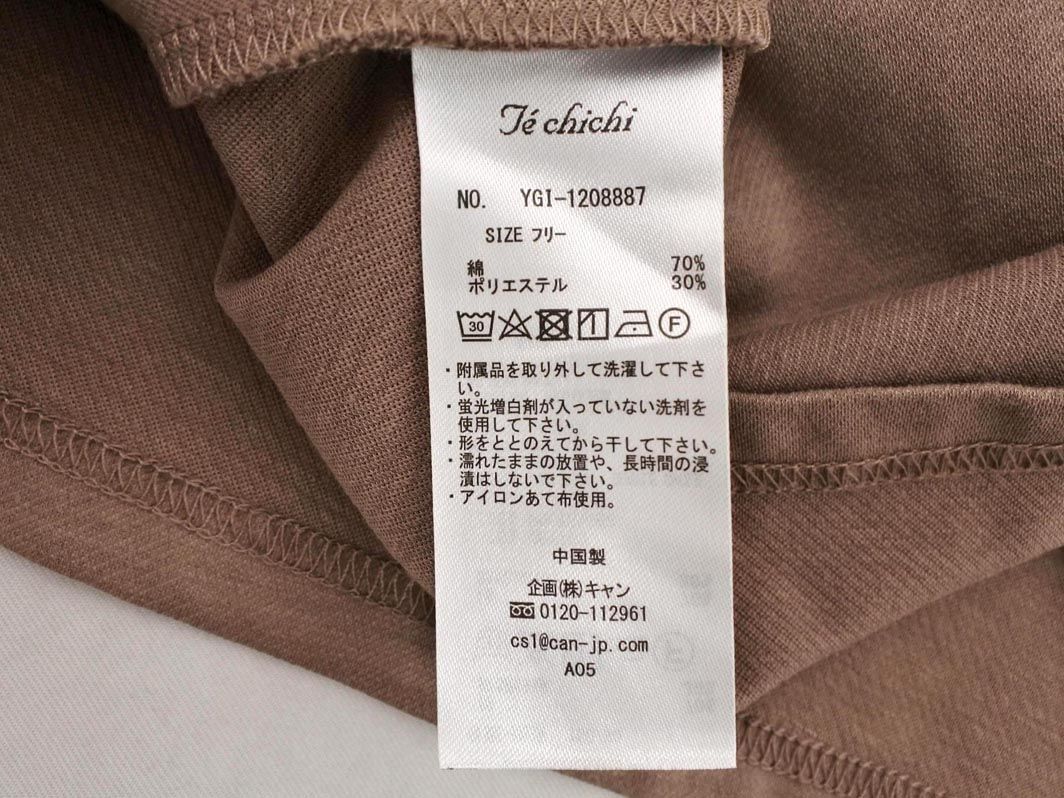 Té chichi
NO. YGI-1208887
SIZE フリー
綿 70%
ポリエステル 30%
30 F
・附属品を取り外して洗濯して下さ
い。
・蛍光増白剤が入っていない洗剤を
使用して下さい。
・形をととのえてから干して下さい。
・濡れたままの放置や、長時間の浸
漬はしないで下さい。
・アイロンあて布使用。
中国製
企画(株)キャン
0120-112961
cs1@can-jp.com
A05